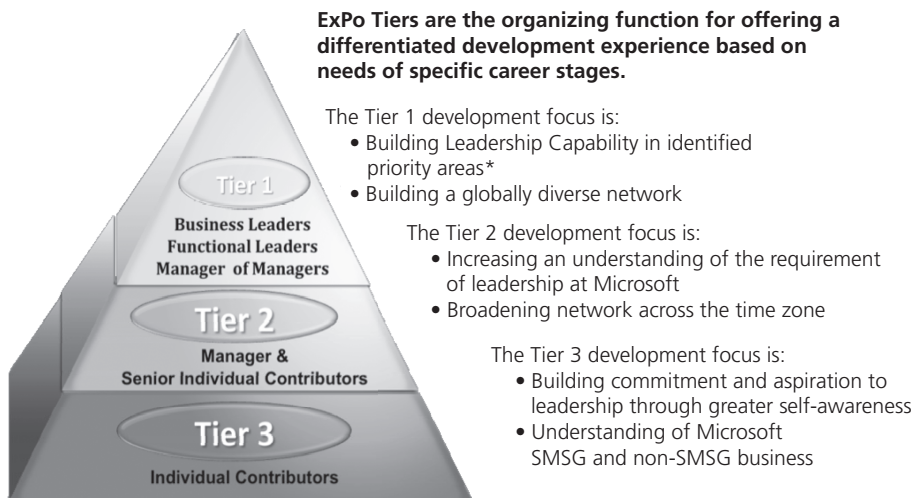 ExPo Tiers are the organizing function for offering a
differentiated development experience based on
needs of specific career stages.
The Tier 1 development focus is:
• Building Leadership Capability in identified
priority areas*
• Building a globally diverse network
Tier 1
Business Leaders
Functional Leaders
Manager of Managers
The Tier 2 development focus is:
• Increasing an understanding of the requirement
of leadership at Microsoft
• Broadening network across the time zone
Tier 2
Manager &
Senior Individual Contributors
The Tier 3 development focus is:
• Building commitment and aspiration to
leadership through greater self-awareness
• Understanding of Microsoft
SMSG and non-SMSG business
Tier 3
Individual Contributors